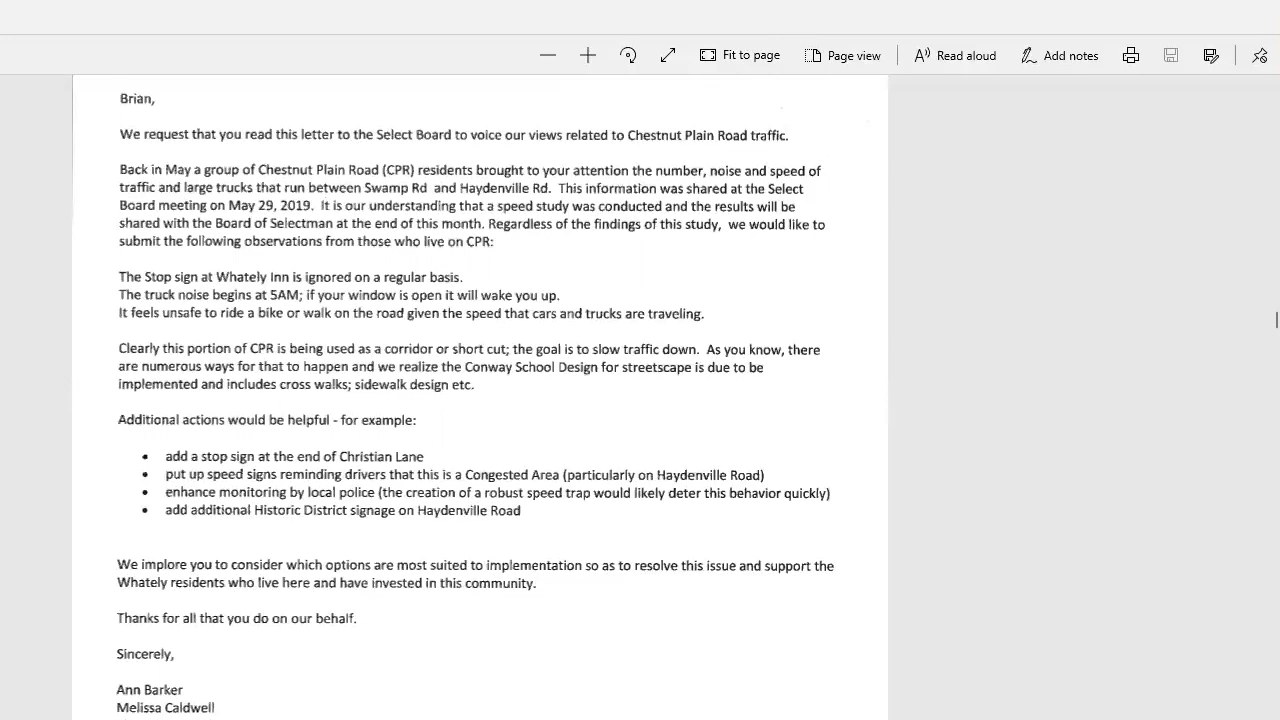 Fit to page
Page view
Read aloud
Add notes
Brian,
We request that you read this letter to the Select Board to voice our views related to Chestnut Plain Road traffic.
Back in May a group of Chestnut Plain Road (CPR) residents brought to your attention the number, noise and speed of
traffic and large trucks that run between Swamp Rd  and Haydenville Rd.  This information was shared at the Select
Board meeting on May 29, 2019.  It is our understanding that a speed study was conducted and the results will be
shared with the Board of Selectman at the end of this month. Regardless of the findings of this study,  we would like to
submit the following observations from those who live on CPR:
The Stop sign at Whately Inn is ignored on a regular basis.
The truck noise begins at 5AM; if your window is open it will wake you up.
It feels unsafe to ride a bike or walk on the road given the speed that cars and trucks are traveling.
Clearly this portion of CPR is being used as a corridor or short cut; the goal is to slow traffic down.  As you know, there
are numerous ways for that to happen and we realize the Conway School Design for streetscape is due to be
implemented and includes cross walks; sidewalk design etc.
Additional actions would be helpful - for example:
• add a stop sign at the end of Christian Lane
• put up speed signs reminding drivers that this is a Congested Area (particularly on Haydenville Road)
• enhance monitoring by local police (the creation of a robust speed trap would likely deter this behavior quickly)
• add additional Historic District signage on Haydenville Road
We implore you to consider which options are most suited to implementation so as to resolve this issue and support the
Whately residents who live here and have invested in this community.
Thanks for all that you do on our behalf.
Sincerely,
Ann Barker
Melissa Caldwell